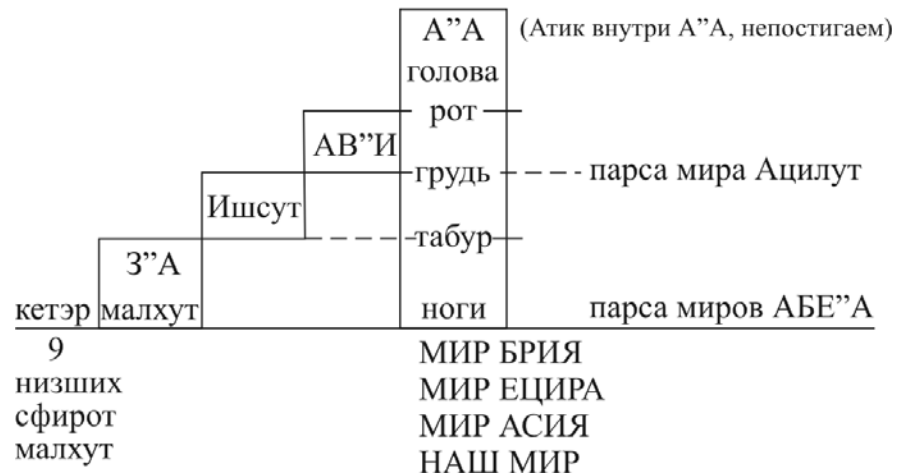 А”А (Атик внутри А”А, непостигаем)
голова
рот
АВ”И
грудь парса мира Ацилут
Ишсут
табур
З”А
кетэр малхут ноги парса миров АБЕ”А
9 МИР БРИЯ
низших МИР ЕЦИРА
сфирот МИР АСИЯ
малхут НАШ МИР